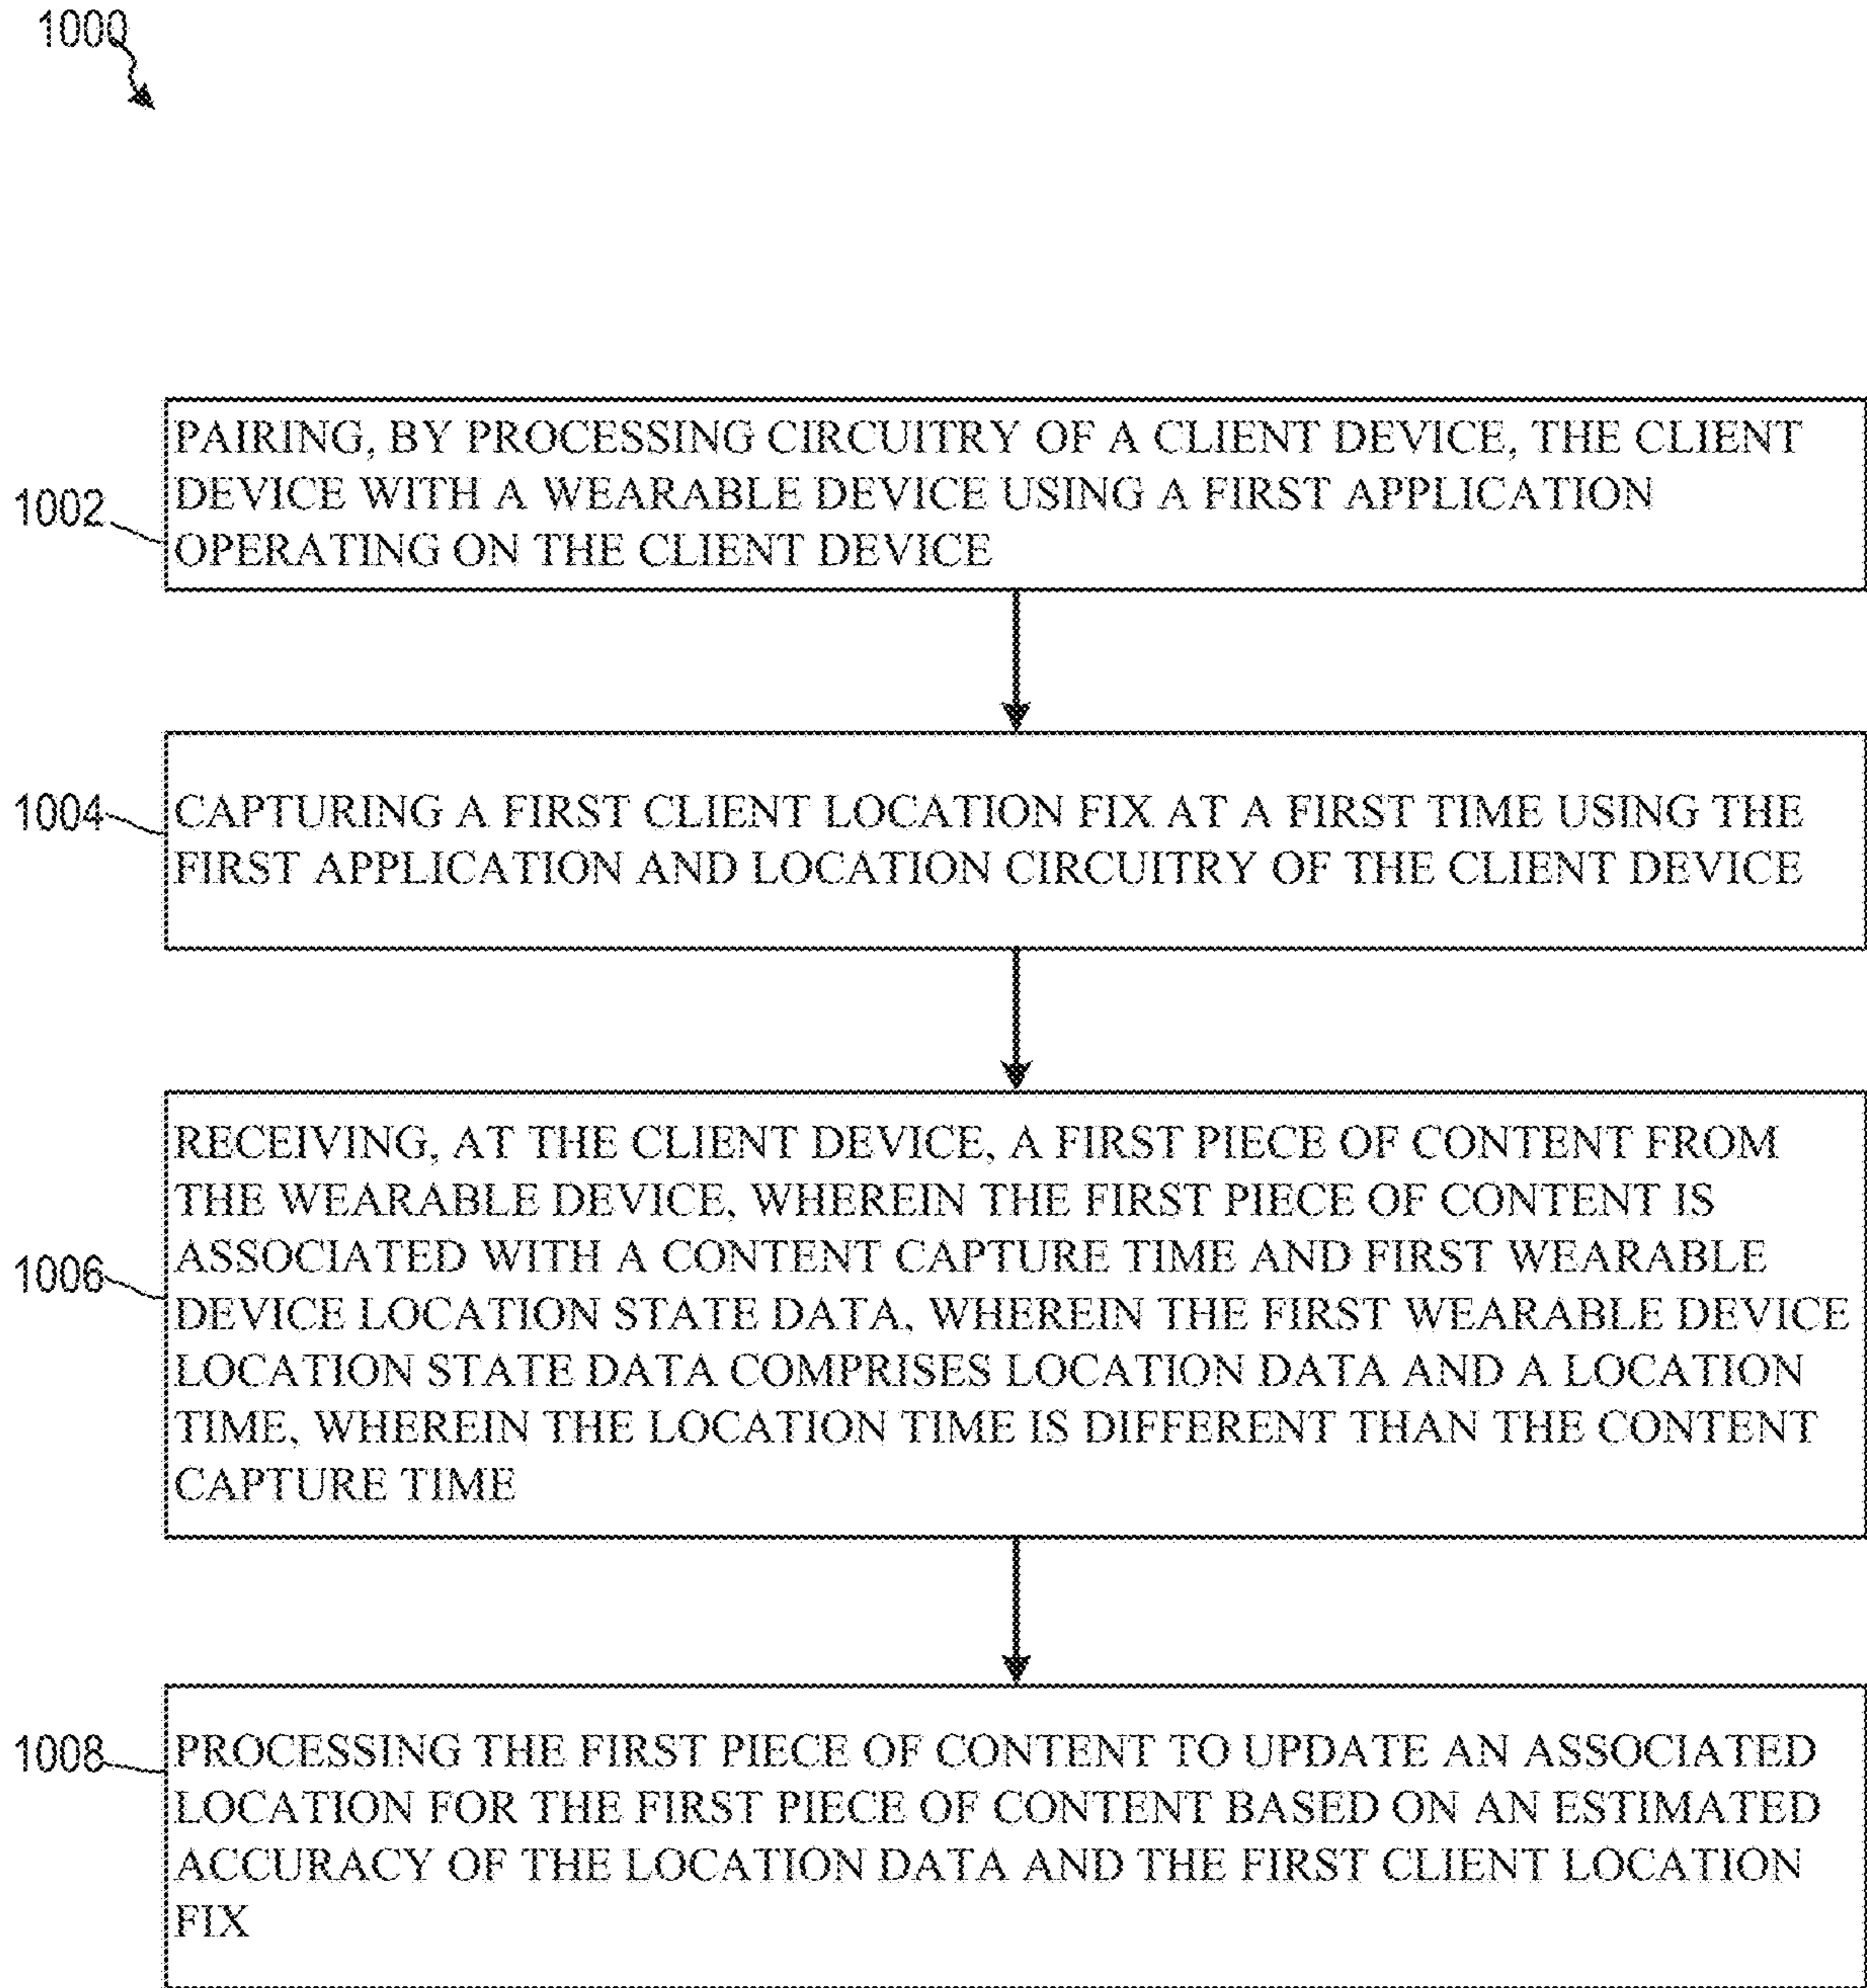 1000
PAIRING, BY PROCESSING CIRCUITRY OF A CLIENT DEVICE, THE CLIENT
DEVICE WITH A WEARABLE DEVICE USING A FIRST APPLICATION
OPERATING ON THE CLIENT DEVICE
1002
CAPTURING A FIRST CLIENT LOCATION FIX AT A FIRST TIME USING THE
FIRST APPLICATION AND LOCATION CIRCUITRY OF THE CLIENT DEVICE
1004
RECEIVING, AT THE CLIENT DEVICE, A FIRST PIECE OF CONTENT FROM
THE WEARABLE DEVICE, WHEREIN THE FIRST PIECE OF CONTENT IS
ASSOCIATED WITH A CONTENT CAPTURE TIME AND FIRST WEARABLE
DEVICE LOCATION STATE DATA, WHEREIN THE FIRST WEARABLE DEVICE
LOCATION STATE DATA COMPRISES LOCATION DATA AND A LOCATION
TIME, WHEREIN THE LOCATION TIME IS DIFFERENT THAN THE CONTENT
CAPTURE TIME
1006
PROCESSING THE FIRST PIECE OF CONTENT TO UPDATE AN ASSOCIATED
LOCATION FOR THE FIRST PIECE OF CONTENT BASED ON AN ESTIMATED
ACCURACY OF THE LOCATION DATA AND THE FIRST CLIENT LOCATION
FIX
1008